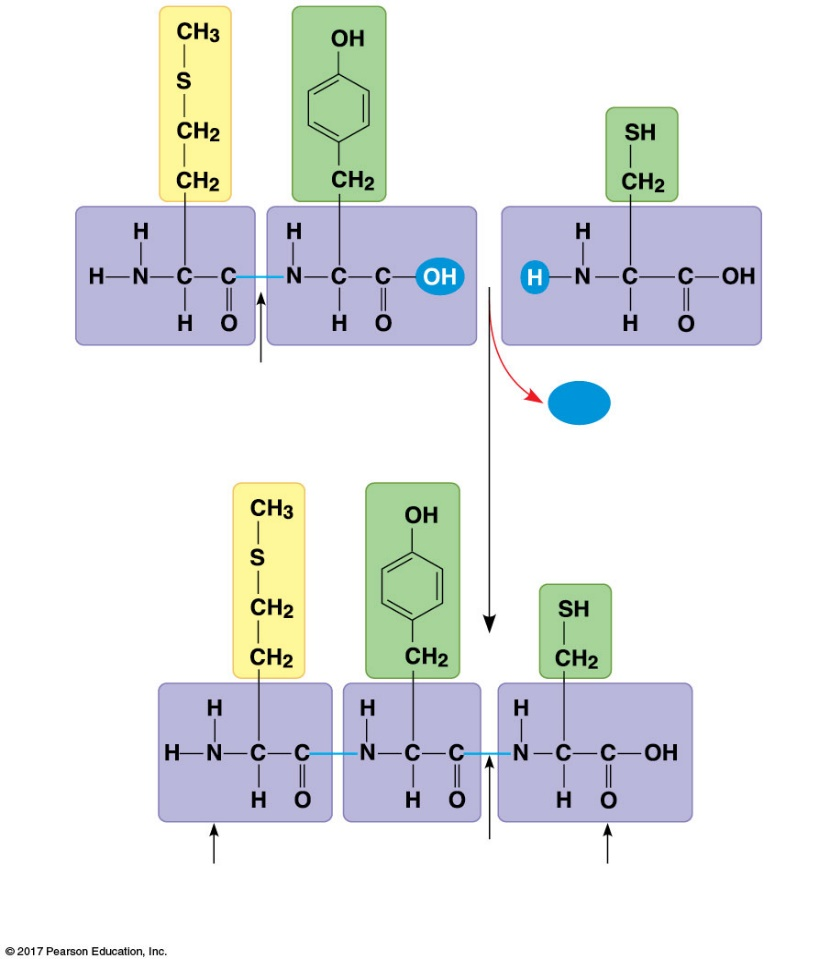 CH3
OH
S
SH
CH2
CH2
CH2
CH2
H H H
H N C C N C C OH H N C C OH
H O H O H O
CH3
OH
S
SH
CH2
CH2
CH2
CH2
H H H
H N C C N C C N C C OH
H O H O H O
© 2017 Pearson Education, Inc.